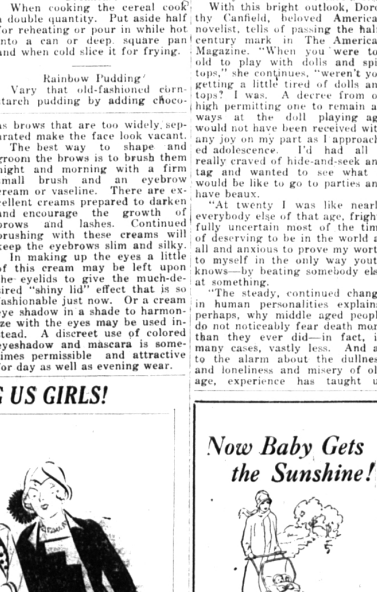 When cooking the cereal cook
a double quantity. Put aside half
for reheating or pour in while hot
into a can or deep square pan
and when cold slice it for frying.
Rainbow Pudding
Vary that old-fashioned corn-
starch pudding by adding choco-
as brows that are too widely sep-
arated make the face look vacant.
The best way to shape and
groom the brows is to brush them
night and morning with a firm
small brush and an eyebrow
cream or vaseline. There are ex-
cellent creams prepared to darken
and encourage the growth of
brows and lashes. Continued
brushing with these creams will
keep the eyebrows slim and silky.
In making up the eyes a little
of this cream may be left upon
the eyelids to give the much-de-
sired "shiny lid" effect that is so
fashionable just now. Or a cream
eye shadow in a shade to harmon-
ize with the eyes may be used in-
stead. A discreet use of colored
eyeshadow and mascara is some-
times permissible and attractive
for day as well as evening wear.
G US GIRLS!
With this bright outlook, Doro
thy Canfield, beloved America
novelist, tells of passing the hal
century mark in The America
Magazine. "When you were to
old to play with dolls and spi
tops," she continues, "weren't yo
getting a little tired of dolls an
tops? I was. A decree from o
high permitting one to remain a
ways at the doll playing ag
would not have been received wit
any joy on my part as I approach
ed adolescence. I'd had all
really craved of hide-and-seek an
tag and wanted to see what
would be like to go to parties an
have beaux.
"At twenty I was like nearl
everybody else of that age, frigh
fully uncertain most of the tim
of deserving to be in the world a
all and anxious to prove my wort
to myself in the only way yout
knows—by beating somebody els
at something.
"The steady, continued chang
in human personalities explain
perhaps, why middle aged peopl
do not noticeably fear death mor
than they ever did—in fact, i
many cases, vastly less. And a
to the alarm about the dullnes
and loneliness and misery of ol
age, experience has taught u
Now Baby Gets
the Sunshine!